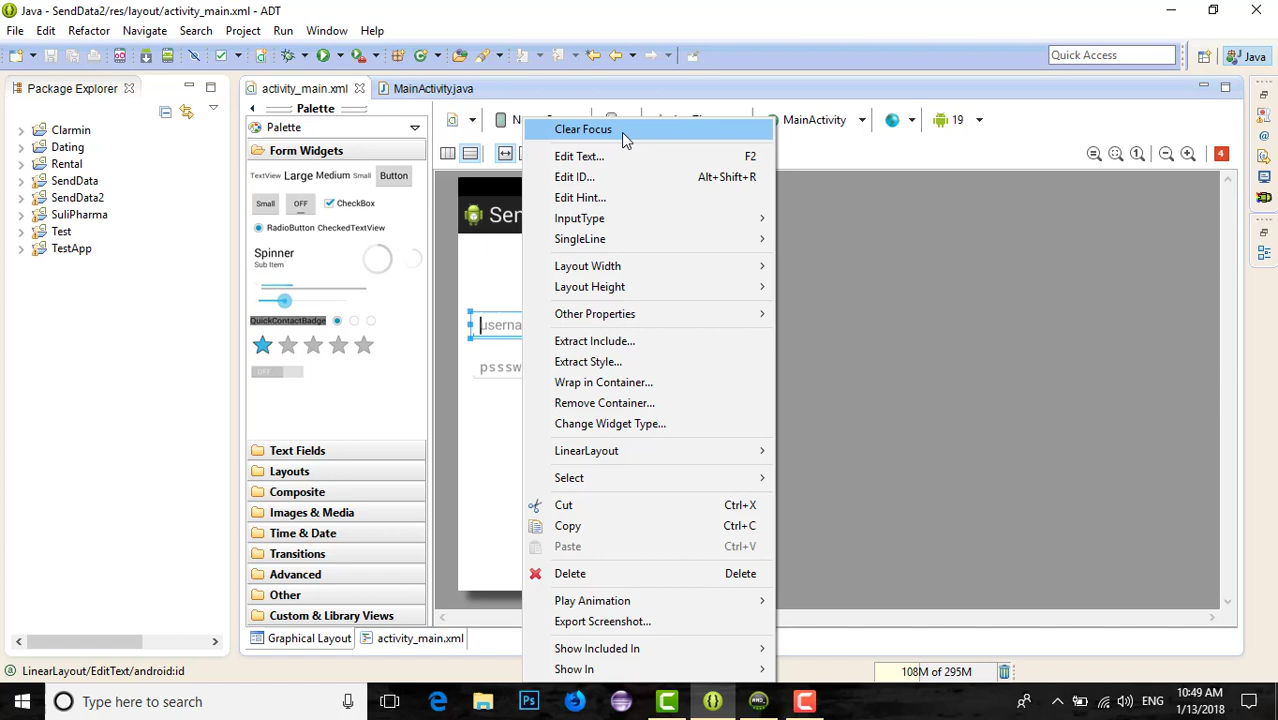 Java - SendData2/res/layout/activity_main.xml - ADT
File Edit Refactor Navigate Search Project Run Window Help
Quick Access
Java
Package Explorer
activity_main.xml
MainActivity.java
Palette
Palette
Form Widgets
TextView Large Medium Small Button
Small OFF CheckBox
RadioButton CheckedTextView
Spinner
Sub Item
QuickContactBadge
OFF
Text Fields
Layouts
Composite
Images & Media
Time & Date
Transitions
Advanced
Other
Custom & Library Views
Clarmin
Dating
Rental
SendData
SendData2
SuliPharma
Test
TestApp
MainActivity
19
4
1
Clear Focus
Edit Text... F2
Edit ID... Alt+Shift+R
Edit Hint...
InputType
SingleLine
Layout Width
Layout Height
Other Properties
Extract Include...
Extract Style...
Wrap in Container...
Remove Container...
Change Widget Type...
LinearLayout
Select
Cut Ctrl+X
Copy Ctrl+C
Paste Ctrl+V
Delete Delete
Play Animation
Export Screenshot...
Show Included In
Show In
Graphical Layout
activity_main.xml
LinearLayout/EditText/android:id
108M of 295M
Type here to search
ENG
10:49 AM
1/13/2018